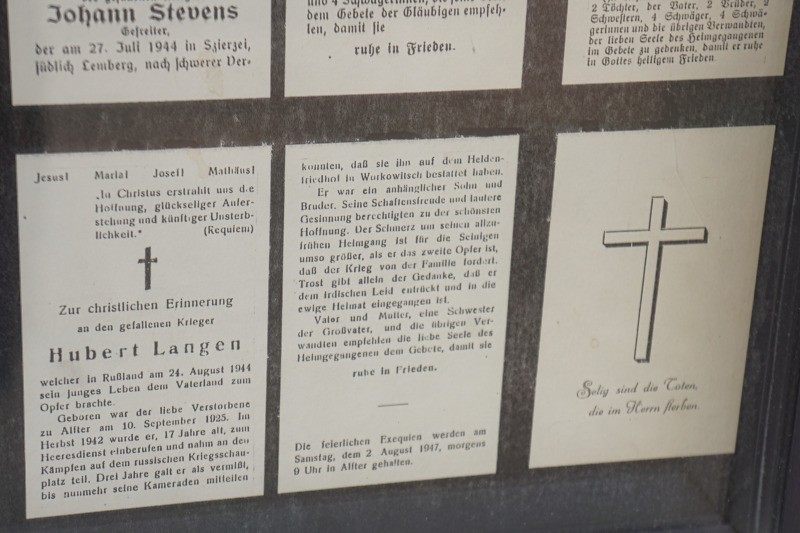 Johann Stevens
Gefreiter,
der am 27. Juli 1944 in Szierzei,
südlich Lemberg, nach schwerer Ver-
dem Gebete der Gläubigen empfeh-
len, damit sie
ruhe in Frieden.
2 Töchter, der Vater, 2 Brüder, 2
Schwestern, 4 Schwäger, 4 Schwä-
gerinnen und die übrigen Verwandten,
der lieben Seele des Heimgegangenen
im Gebete zu gedenken, damit er ruhe
in Gottes heiligem Frieden.
Jesus! Maria! Josef! Mathäus!
„In Christus erstrahlt uns die
Hoffnung, glückseliger Aufer-
stehung und künftiger Unsterb-
lichkeit."
(Requiem)
Zur christlichen Erinnerung
an den gefallenen Krieger
Hubert Langen
welcher in Rußland am 24. August 1944
sein junges Leben dem Vaterland zum
Opfer brachte.
Geboren war der liebe Verstorbene
zu Alfter am 10. September 1925. Im
Herbst 1942 wurde er, 17 Jahre alt, zum
Heeresdienst einberufen und nahm an den
Kämpfen auf dem russischen Kriegsschau-
platz teil. Drei Jahre galt er als vermißt,
bis nunmehr seine Kameraden mitteilen
konnten, daß sie ihn auf dem Helden-
friedhof in Workowitsch bestattet haben.
Er war ein anhänglicher Sohn und
Bruder. Seine Schaffensfreude und lautere
Gesinnung berechtigten zu der schönsten
Hoffnung. Der Schmerz um seinen allzu-
frühen Heimgang ist für die Seinigen
umso größer, als er das zweite Opfer ist,
daß der Krieg von der Familie fordert.
Trost gibt allein der Gedanke, daß er
dem irdischen Leid entrückt und in die
ewige Heimat eingegangen ist.
Vater und Mutter, eine Schwester
der Großvater, und die übrigen Ver-
wandten empfehlen die liebe Seele des
Heimgegangenen dem Gebete, damit sie
ruhe in Frieden.
Die feierlichen Exequien werden am
Samstag, dem 2. August 1947, morgens
9 Uhr in Alfter gehalten.
Selig sind die Toten,
die im Herrn sterben.